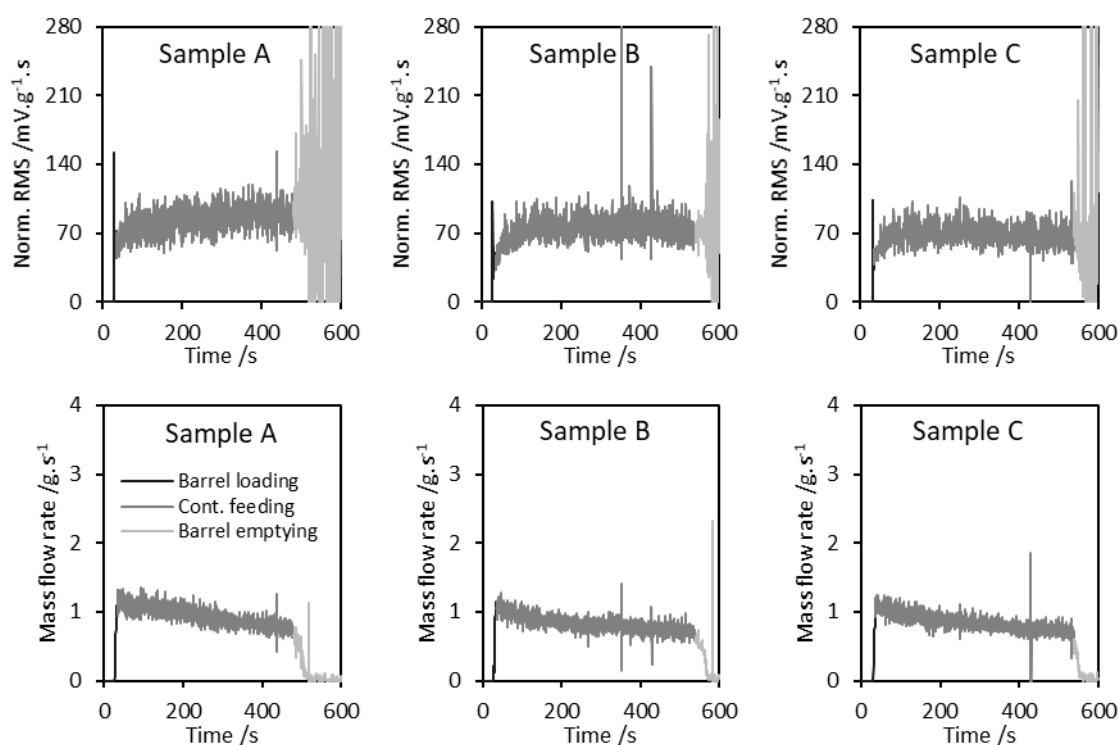 Norm. RMS /mV.g⁻¹.s
280
210
140
70
0
Sample A
0 200 400 600
Time /s
Norm. RMS /mV.g⁻¹.s
280
210
140
70
0
Sample B
0 200 400 600
Time /s
Norm. RMS /mV.g⁻¹.s
280
210
140
70
0
Sample C
0 200 400 600
Time /s
Mass flow rate /g.s⁻¹
4
3
2
1
0
Sample A
Barrel loading
Cont. feeding
Barrel emptying
0 200 400 600
Time /s
Mass flow rate /g.s⁻¹
4
3
2
1
0
Sample B
0 200 400 600
Time /s
Mass flow rate /g.s⁻¹
4
3
2
1
0
Sample C
0 200 400 600
Time /s